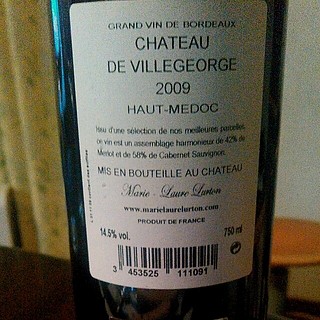 GRAND VIN DE BORDEAUX
CHATEAU
DE VILLEGEORGE
2009
HAUT-MEDOC
Issu d'une sélection de nos meilleures parcelles,
ce vin est un assemblage harmonieux de 42% de
Merlot et de 58% de Cabernet Sauvignon.
MIS EN BOUTEILLE AU CHATEAU
Marie - Laure Lurton
www.marielaurelurton.com
PRODUIT DE FRANCE
14.5% vol. 750 ml
3 453525 111091